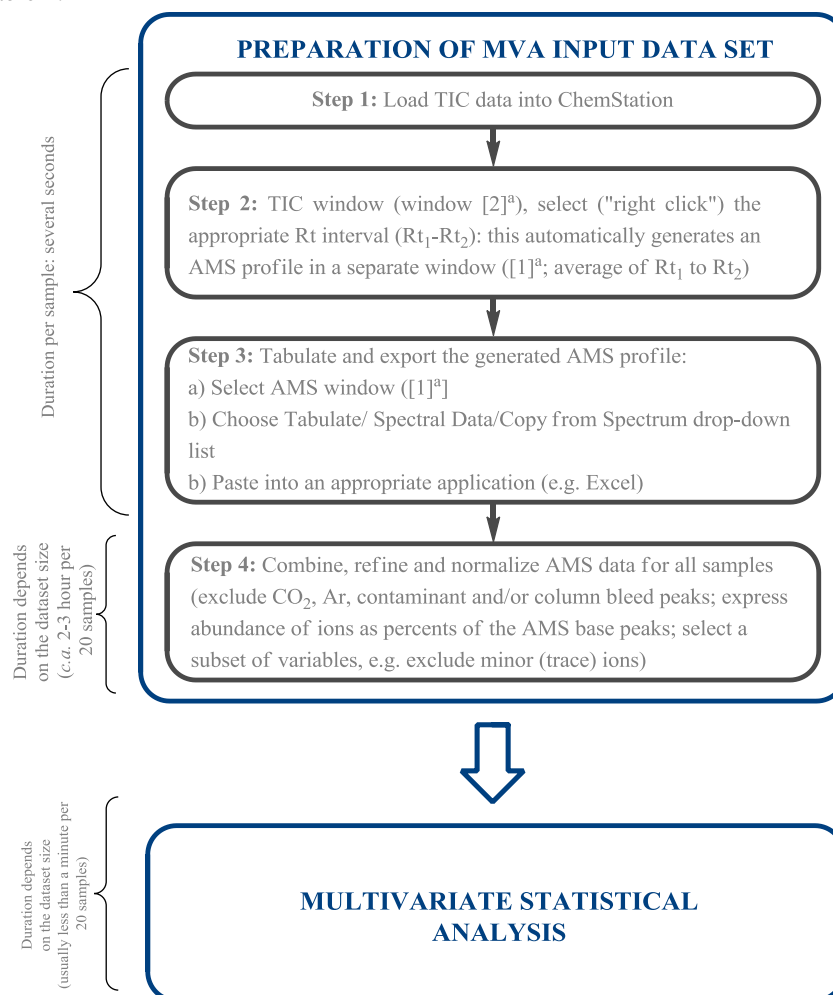 PREPARATION OF MVA INPUT DATA SET
Step 1: Load TIC data into ChemStation
Step 2: TIC window (window [2]ᵃ), select ("right click") the
appropriate Rt interval (Rt₁-Rt₂): this automatically generates an
AMS profile in a separate window ([1]ᵃ; average of Rt₁ to Rt₂)
Step 3: Tabulate and export the generated AMS profile:
a) Select AMS window ([1]ᵃ]
b) Choose Tabulate/ Spectral Data/Copy from Spectrum drop-down
list
b) Paste into an appropriate application (e.g. Excel)
Duration per sample: several seconds
Step 4: Combine, refine and normalize AMS data for all samples
(exclude CO₂, Ar, contaminant and/or column bleed peaks; express
abundance of ions as percents of the AMS base peaks; select a
subset of variables, e.g. exclude minor (trace) ions)
Duration depends
on the dataset size
(c.a. 2-3 hour per
20 samples)
MULTIVARIATE STATISTICAL
ANALYSIS
Duration depends
on the dataset size
(usually less than a minute per
20 samples)